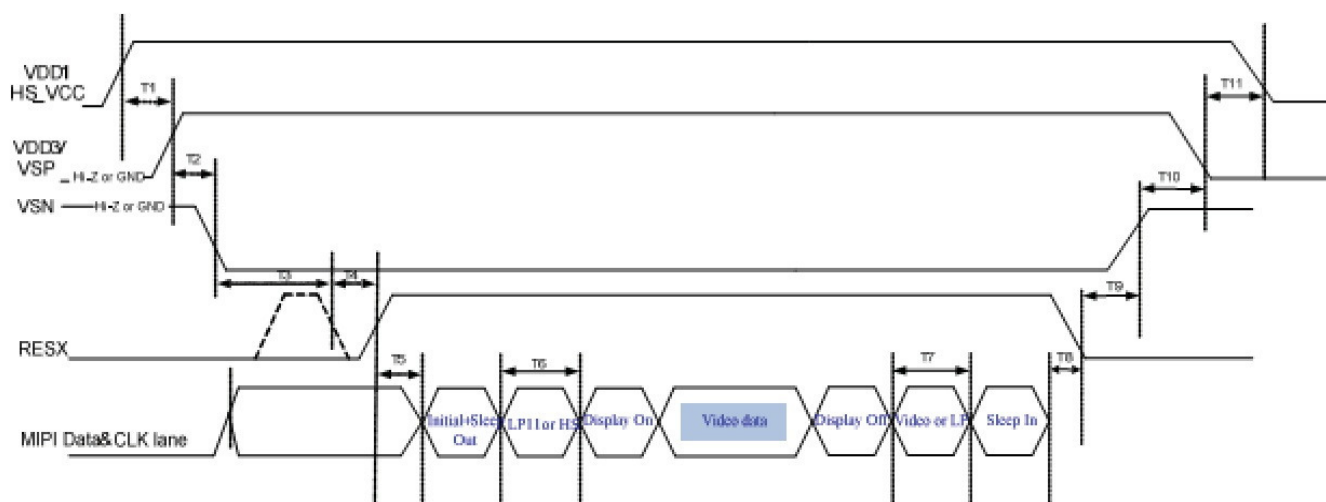 VDD1
HS_VCC
T1
T11
VDD3/
VSP
Hi-Z or GND
T2
T10
VSN
Hi-Z or GND
T3
T4
T9
RESX
T5
T6
T7
T8
MIPI Data&CLK lane
Initial+Sleep
Out
LP11or HS
Display On
Video data
Display Off
Video or LP
Sleep In